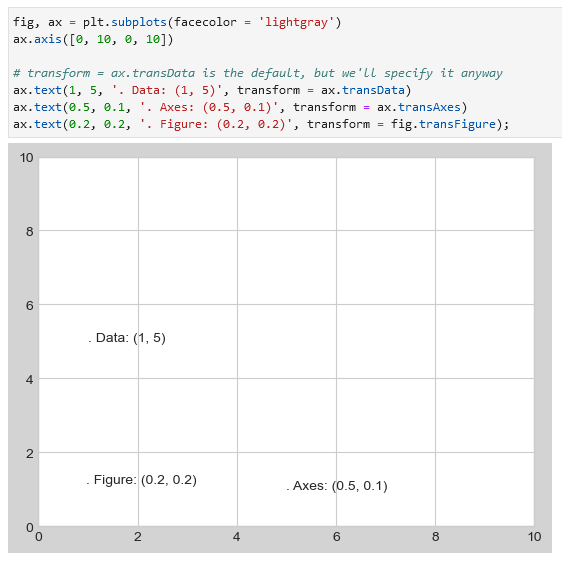 fig, ax = plt.subplots(facecolor = 'lightgray')
ax.axis([0, 10, 0, 10])
# transform = ax.transData is the default, but we'll specify it anyway
ax.text(1, 5, '. Data: (1, 5)', transform = ax.transData)
ax.text(0.5, 0.1, '. Axes: (0.5, 0.1)', transform = ax.transAxes)
ax.text(0.2, 0.2, '. Figure: (0.2, 0.2)', transform = fig.transFigure);
10
8
6
. Data: (1, 5)
4
2
. Figure: (0.2, 0.2)
. Axes: (0.5, 0.1)
0
0 2 4 6 8 10